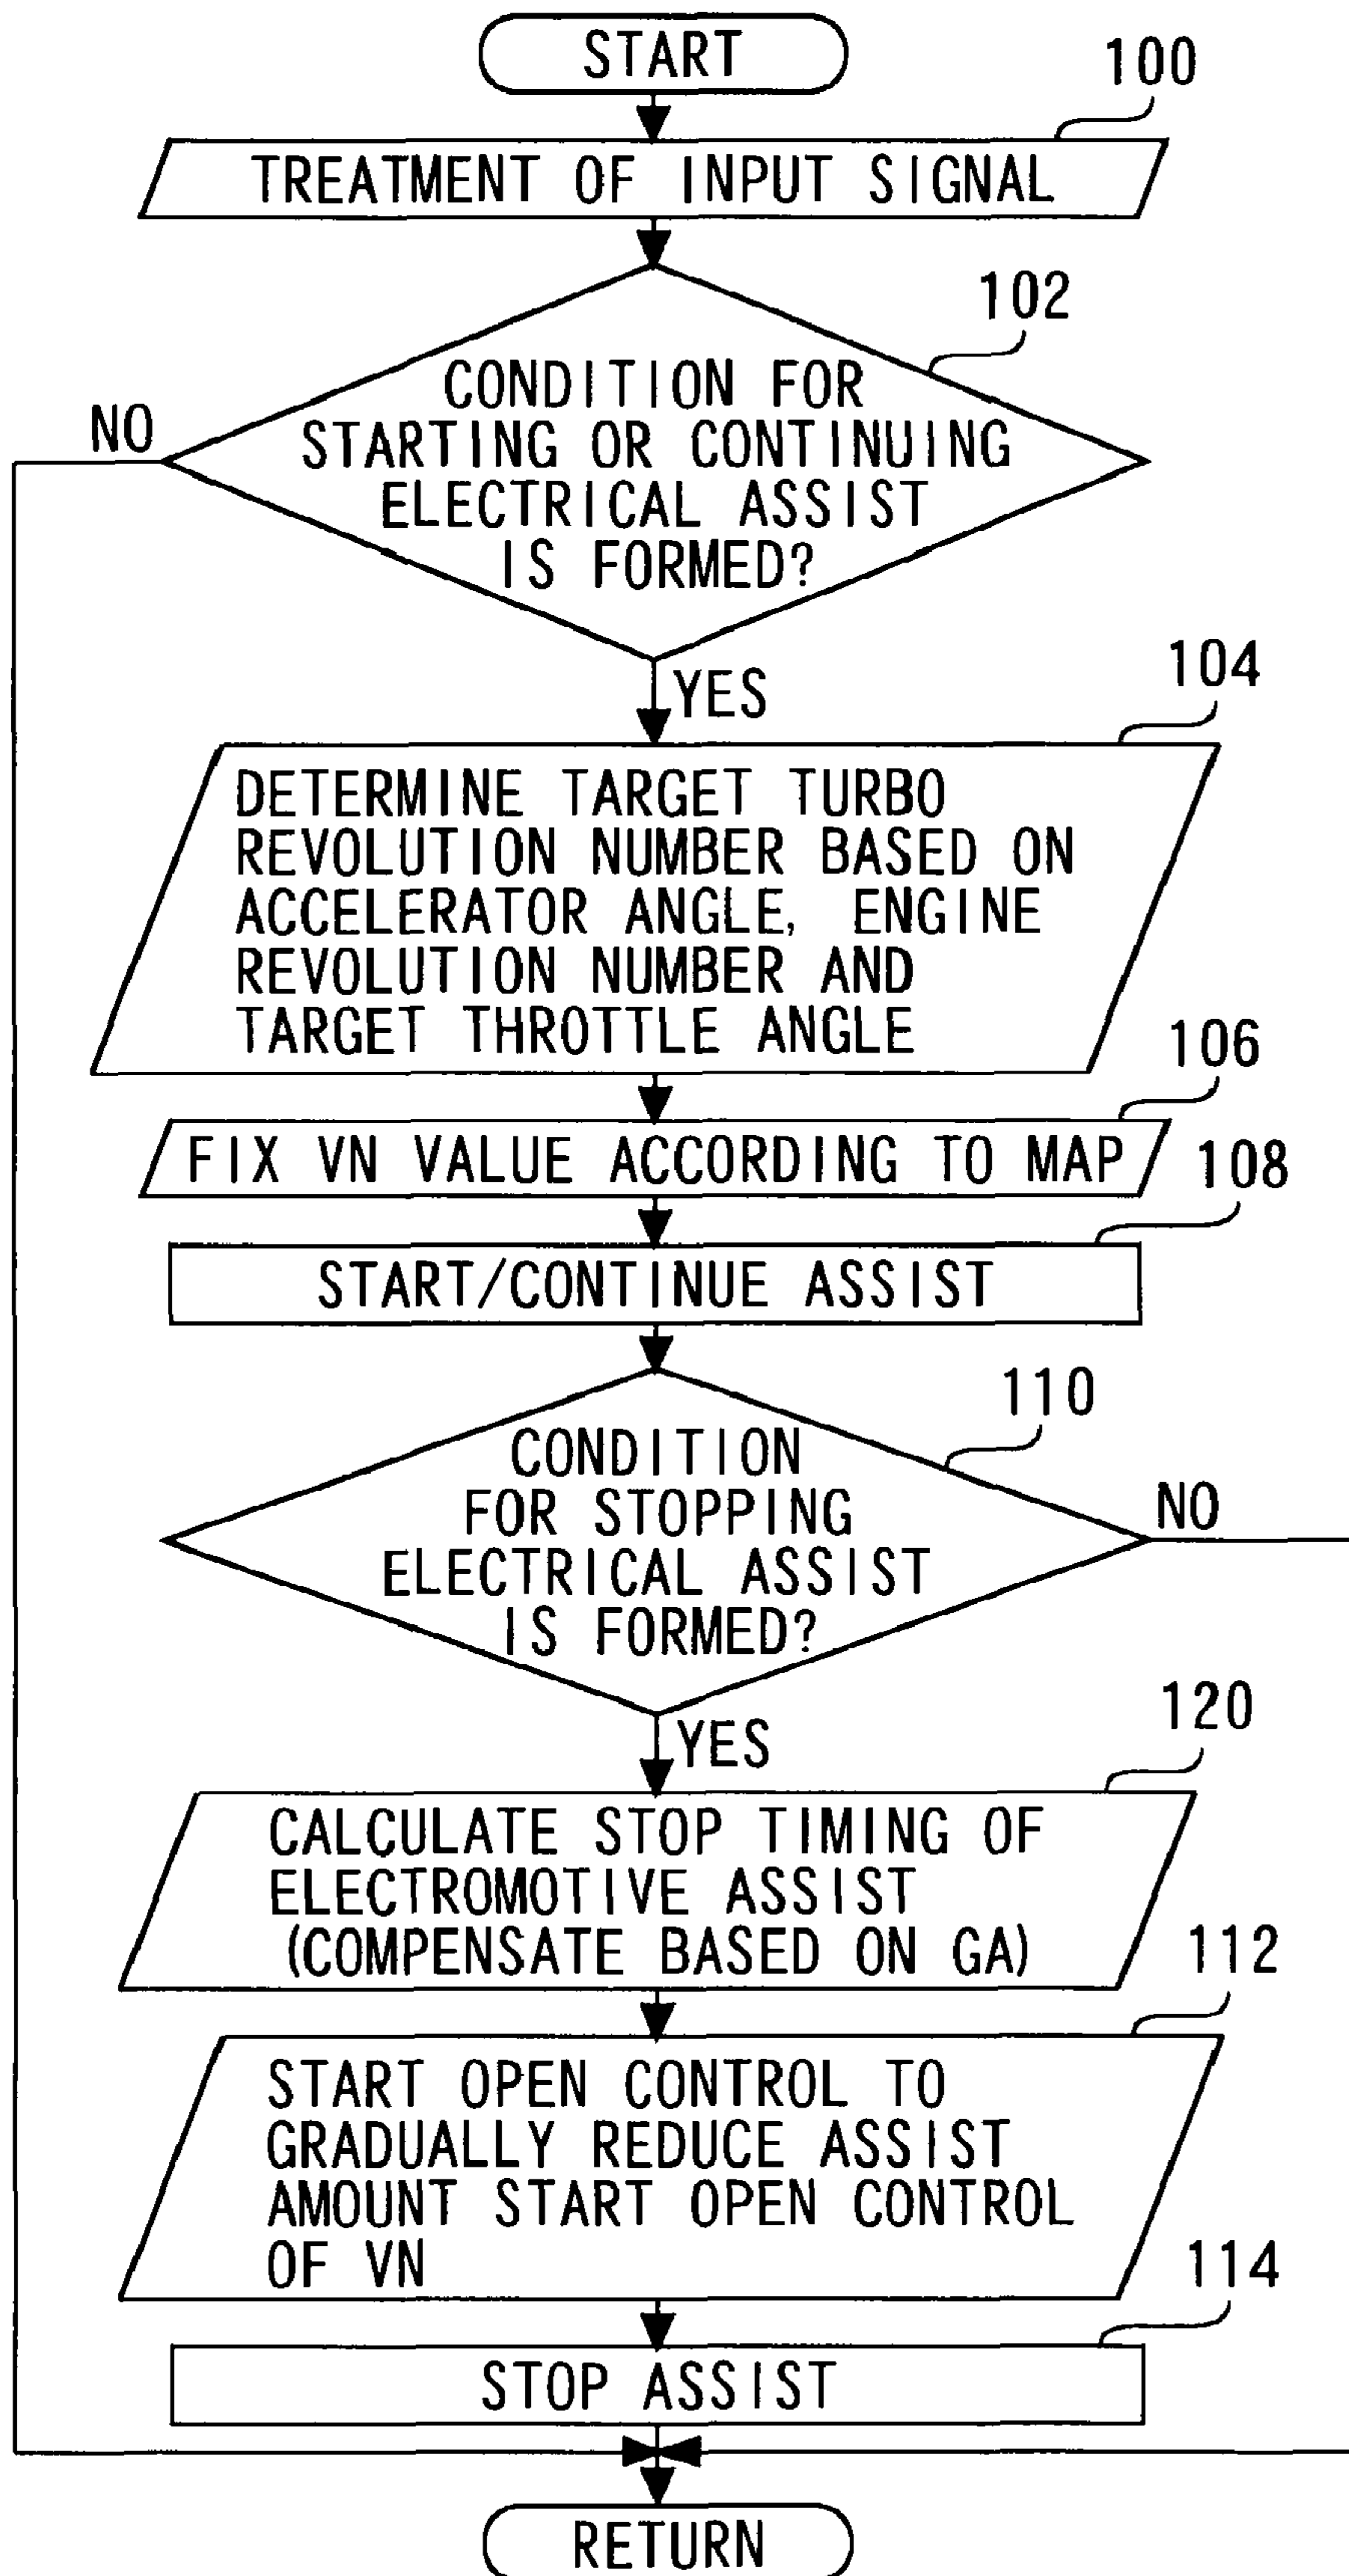 START
100
TREATMENT OF INPUT SIGNAL
102
CONDITION FOR
STARTING OR CONTINUING
ELECTRICAL ASSIST
IS FORMED?
NO
YES
104
DETERMINE TARGET TURBO
REVOLUTION NUMBER BASED ON
ACCELERATOR ANGLE, ENGINE
REVOLUTION NUMBER AND
TARGET THROTTLE ANGLE
106
FIX VN VALUE ACCORDING TO MAP
108
START/CONTINUE ASSIST
110
CONDITION
FOR STOPPING
ELECTRICAL ASSIST
IS FORMED?
NO
YES
120
CALCULATE STOP TIMING OF
ELECTROMOTIVE ASSIST
(COMPENSATE BASED ON GA)
112
START OPEN CONTROL TO
GRADUALLY REDUCE ASSIST
AMOUNT START OPEN CONTROL
OF VN
114
STOP ASSIST
RETURN